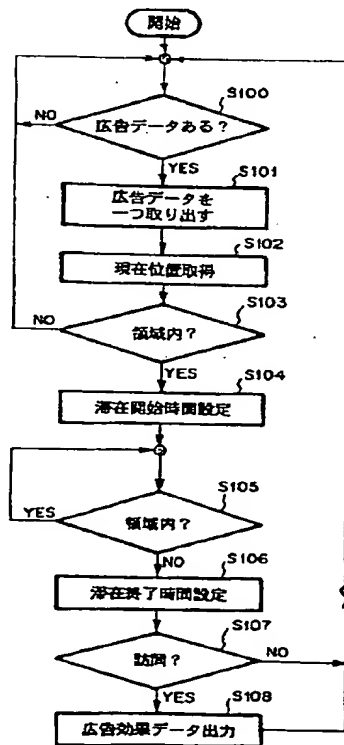 開始
S100
広告データある？
NO
YES
S101
広告データを
一つ取り出す
S102
現在位置取得
S103
領域内？
NO
YES
S104
滞在開始時間設定
S105
領域内？
YES
NO
S106
滞在終了時間設定
S107
訪問？
NO
YES
S108
広告効果データ出力